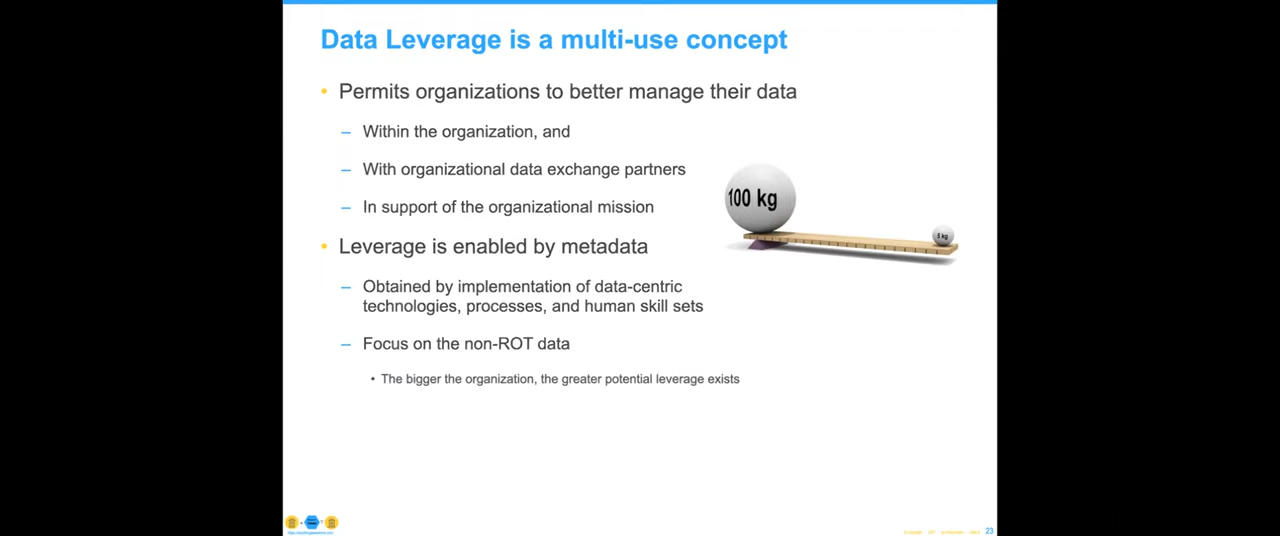 Data Leverage is a multi-use concept
• Permits organizations to better manage their data
– Within the organization, and
– With organizational data exchange partners
– In support of the organizational mission
100 kg
5 kg
• Leverage is enabled by metadata
– Obtained by implementation of data-centric
technologies, processes, and human skill sets
– Focus on the non-ROT data
• The bigger the organization, the greater potential leverage exists
23